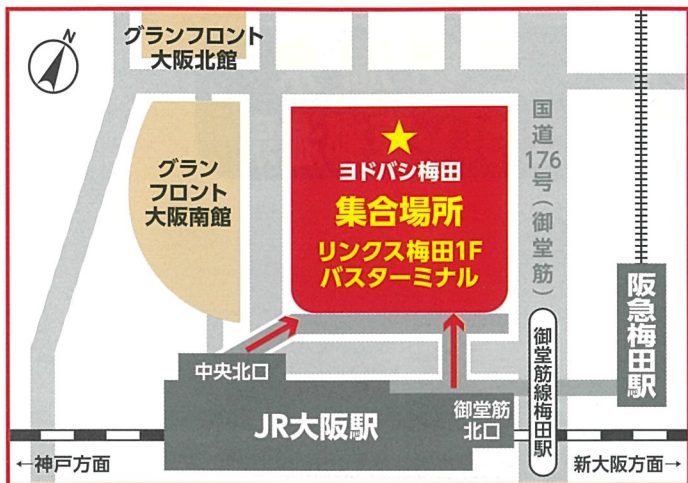 N
グランフロント
大阪北館
グラン
フロント
大阪南館
ヨドバシ梅田
集合場所
リンクス梅田1F
バスターミナル
国道176号(御堂筋)
阪急梅田駅
御堂筋線梅田駅
中央北口
JR大阪駅
御堂筋
北口
←神戸方面
新大阪方面→